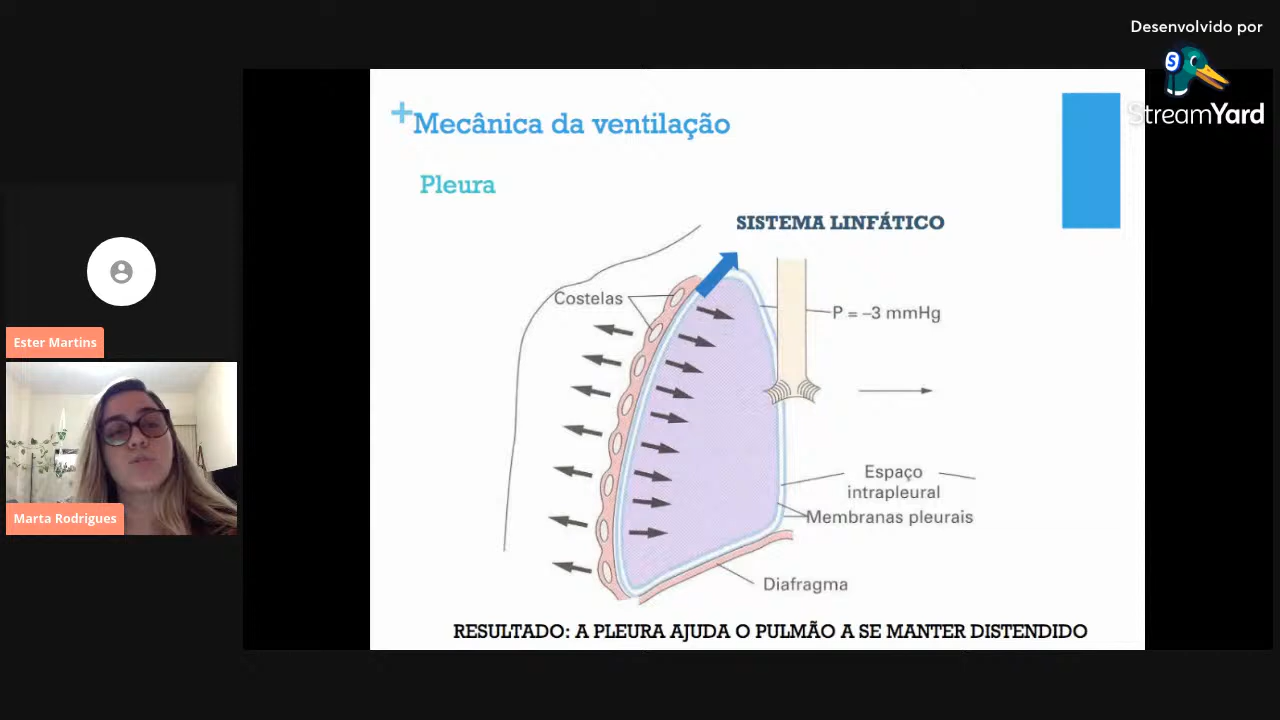 Desenvolvido por
StreamYard
+Mecânica da ventilação
Pleura
SISTEMA LINFÁTICO
Costelas
P = –3 mmHg
Espaço
intrapleural
Membranas pleurais
Diafragma
RESULTADO: A PLEURA AJUDA O PULMÃO A SE MANTER DISTENDIDO
Ester Martins
Marta Rodrigues